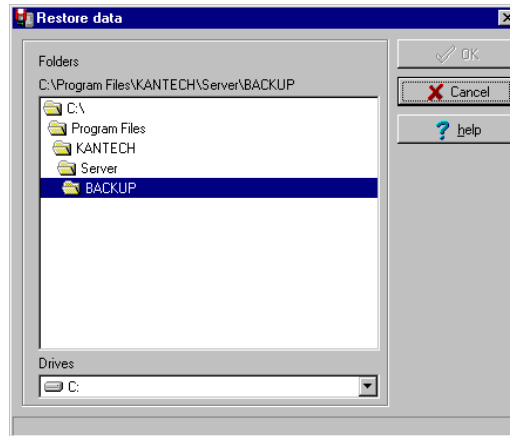 Restore data
Folders
C:\Program Files\KANTECH\Server\BACKUP
C:\
Program Files
KANTECH
Server
BACKUP
Drives
C:
OK
Cancel
help